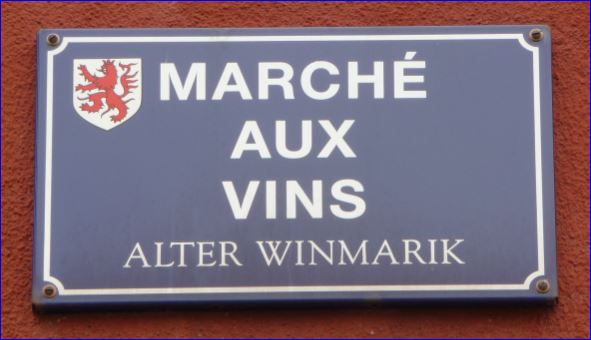 MARCHÉ
AUX
VINS
ALTER WINMARIK